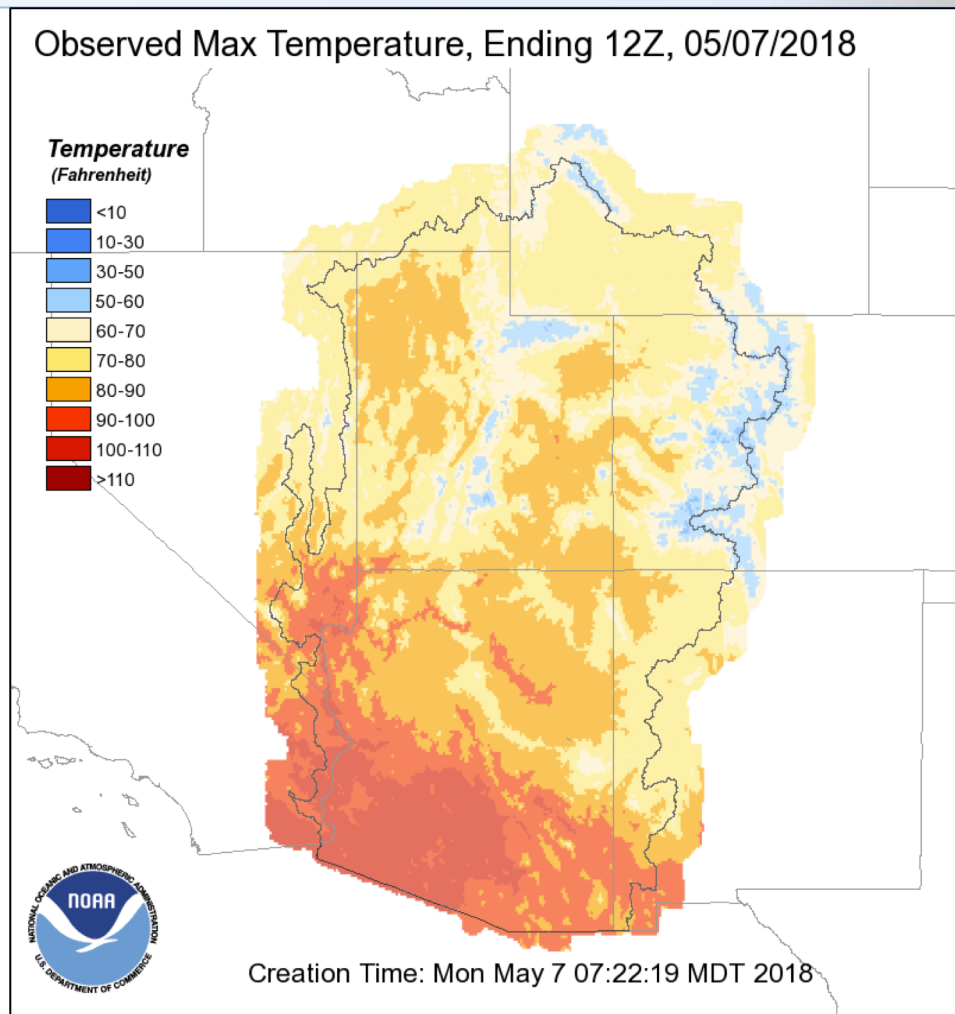 Observed Max Temperature, Ending 12Z, 05/07/2018
Temperature
(Fahrenheit)
<10
10-30
30-50
50-60
60-70
70-80
80-90
90-100
100-110
>110
NATIONAL OCEANIC AND ATMOSPHERIC ADMINISTRATION
NOAA
U.S. DEPARTMENT OF COMMERCE
Creation Time: Mon May 7 07:22:19 MDT 2018